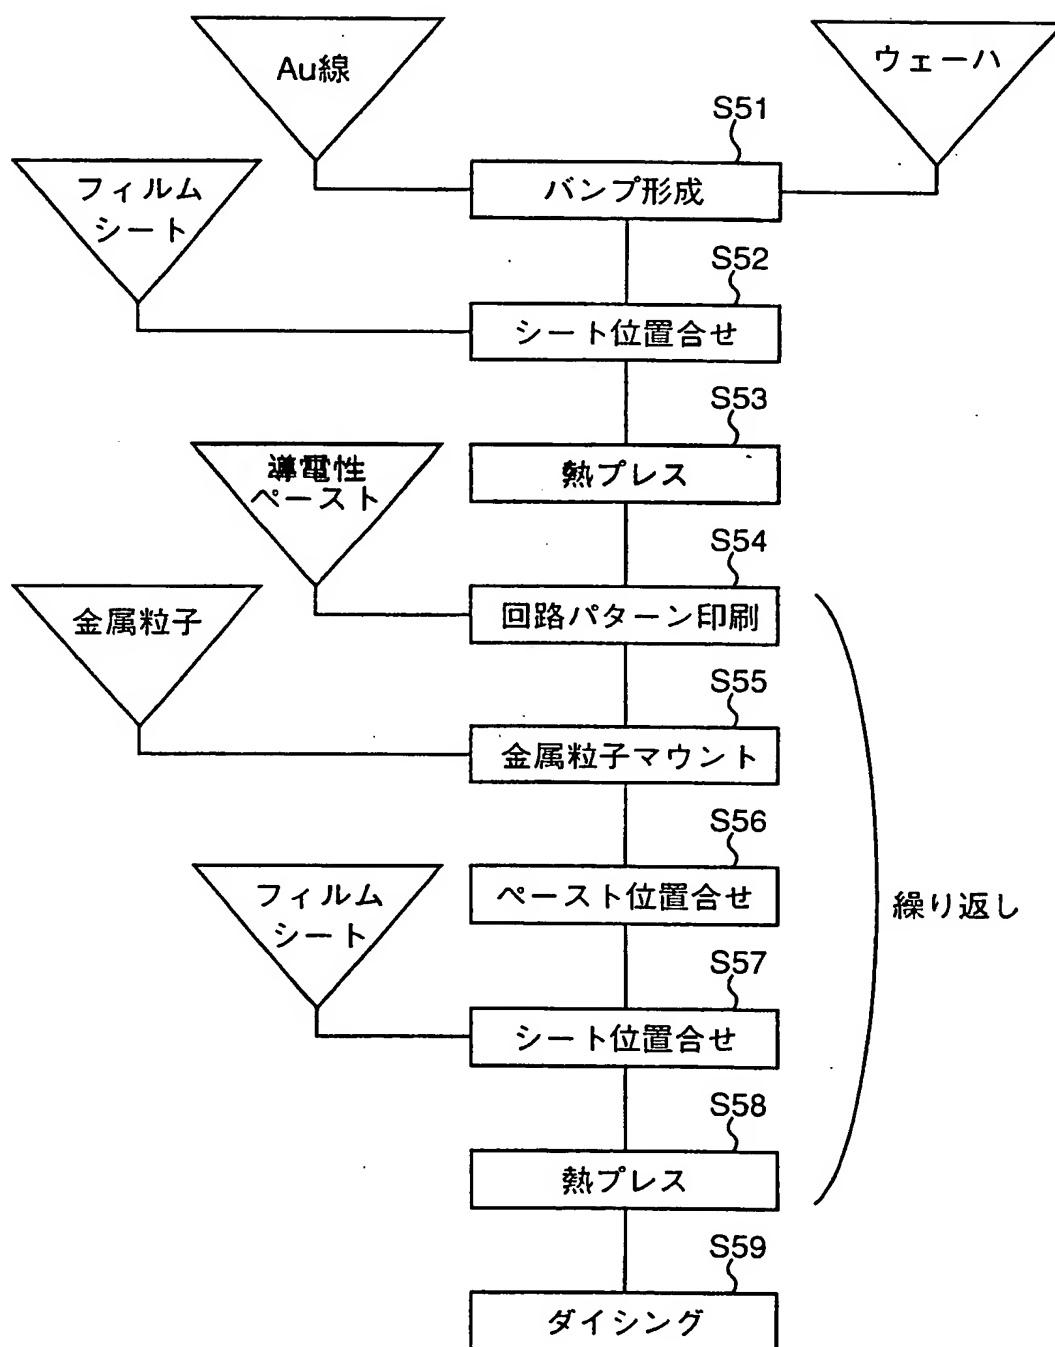 Au線
ウェーハ
S51
バンプ形成
フィルム
シート
S52
シート位置合せ
S53
熱プレス
導電性
ペースト
S54
回路パターン印刷
金属粒子
S55
金属粒子マウント
S56
ペースト位置合せ
繰り返し
フィルム
シート
S57
シート位置合せ
S58
熱プレス
S59
ダイシング